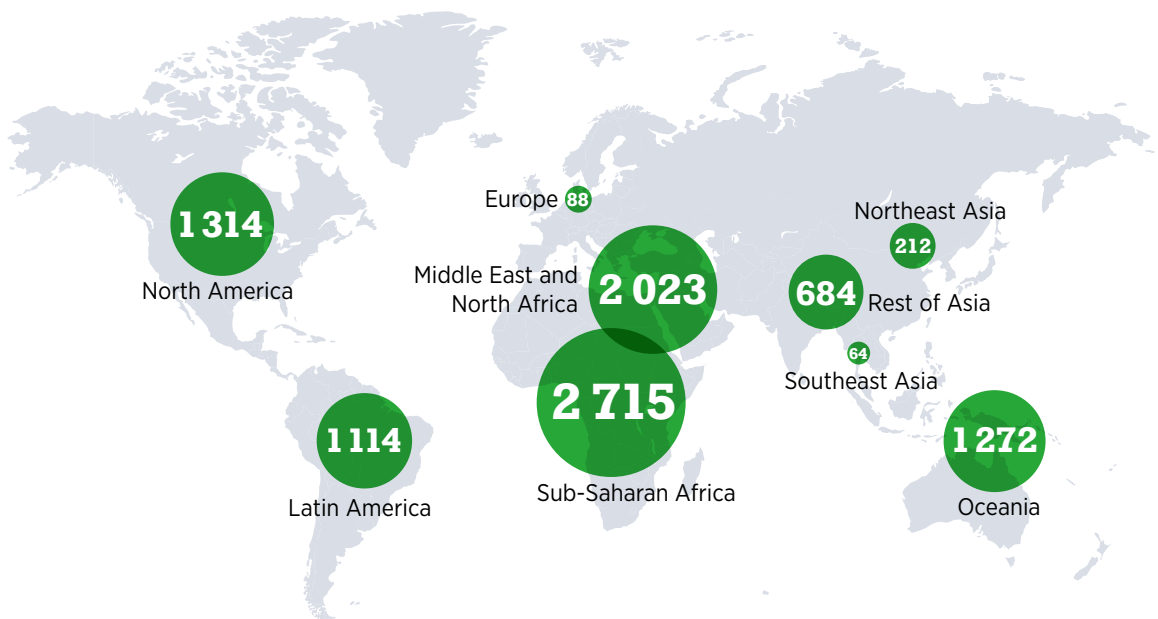 1 314
North America
1 114
Latin America
Europe
88
Middle East and
North Africa
2 023
2 715
Sub-Saharan Africa
Northeast Asia
212
684
Rest of Asia
64
Southeast Asia
1 272
Oceania